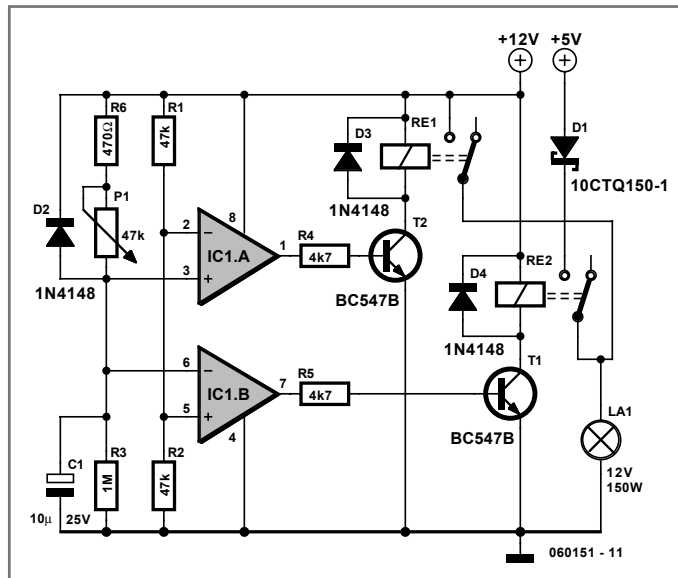 +12V
+5V
R6
470Ω
R1
47k
D3
RE1
D1
10CTQ150-1
P1
47k
D2
1N4148
1N4148
T2
8
2
−
IC1.A
1
R4
4k7
3
+
BC547B
RE2
D4
1N4148
6
−
IC1.B
7
R5
4k7
5
+
4
T1
BC547B
LA1
12V
150W
C1
10µ
25V
R3
1M
R2
47k
060151 - 11